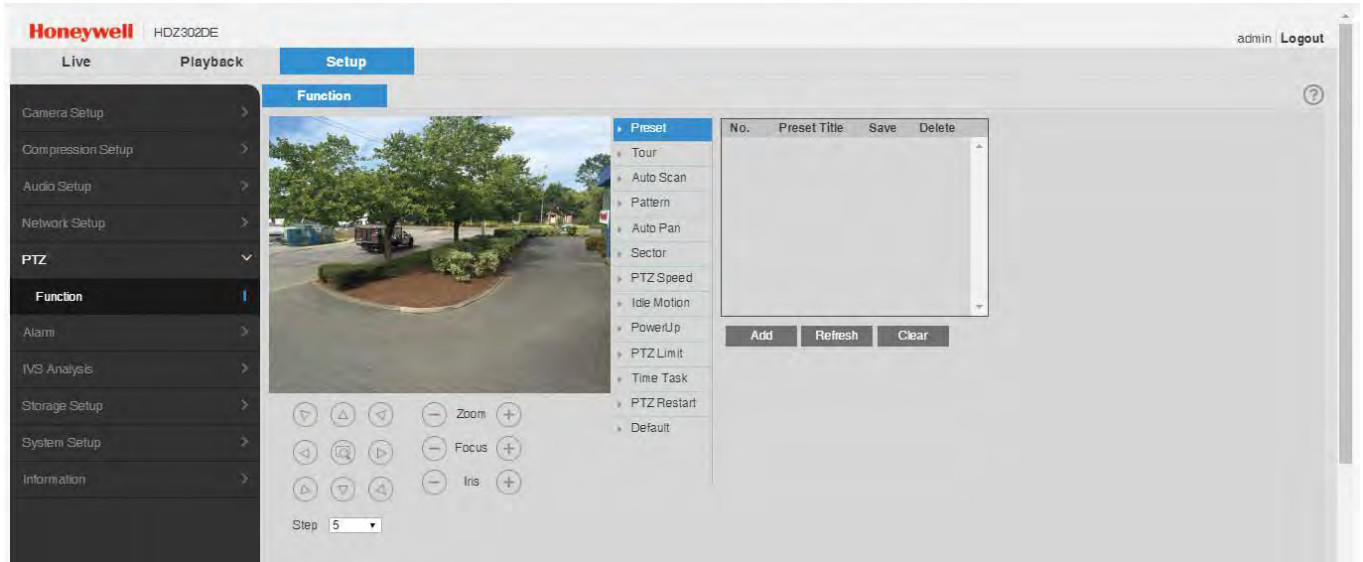 Honeywell HDZ302DE
admin Logout
Live Playback Setup
Function
Camera Setup
Compression Setup
Audio Setup
Network Setup
PTZ
Function
Alarm
IVS Analysis
Storage Setup
System Setup
Information
Preset
Tour
Auto Scan
Pattern
Auto Pan
Sector
PTZ Speed
Idle Motion
PowerUp
PTZ Limit
Time Task
PTZ Restart
Default
No. Preset Title Save Delete
Add Refresh Clear
Zoom
Focus
Iris
Step 5